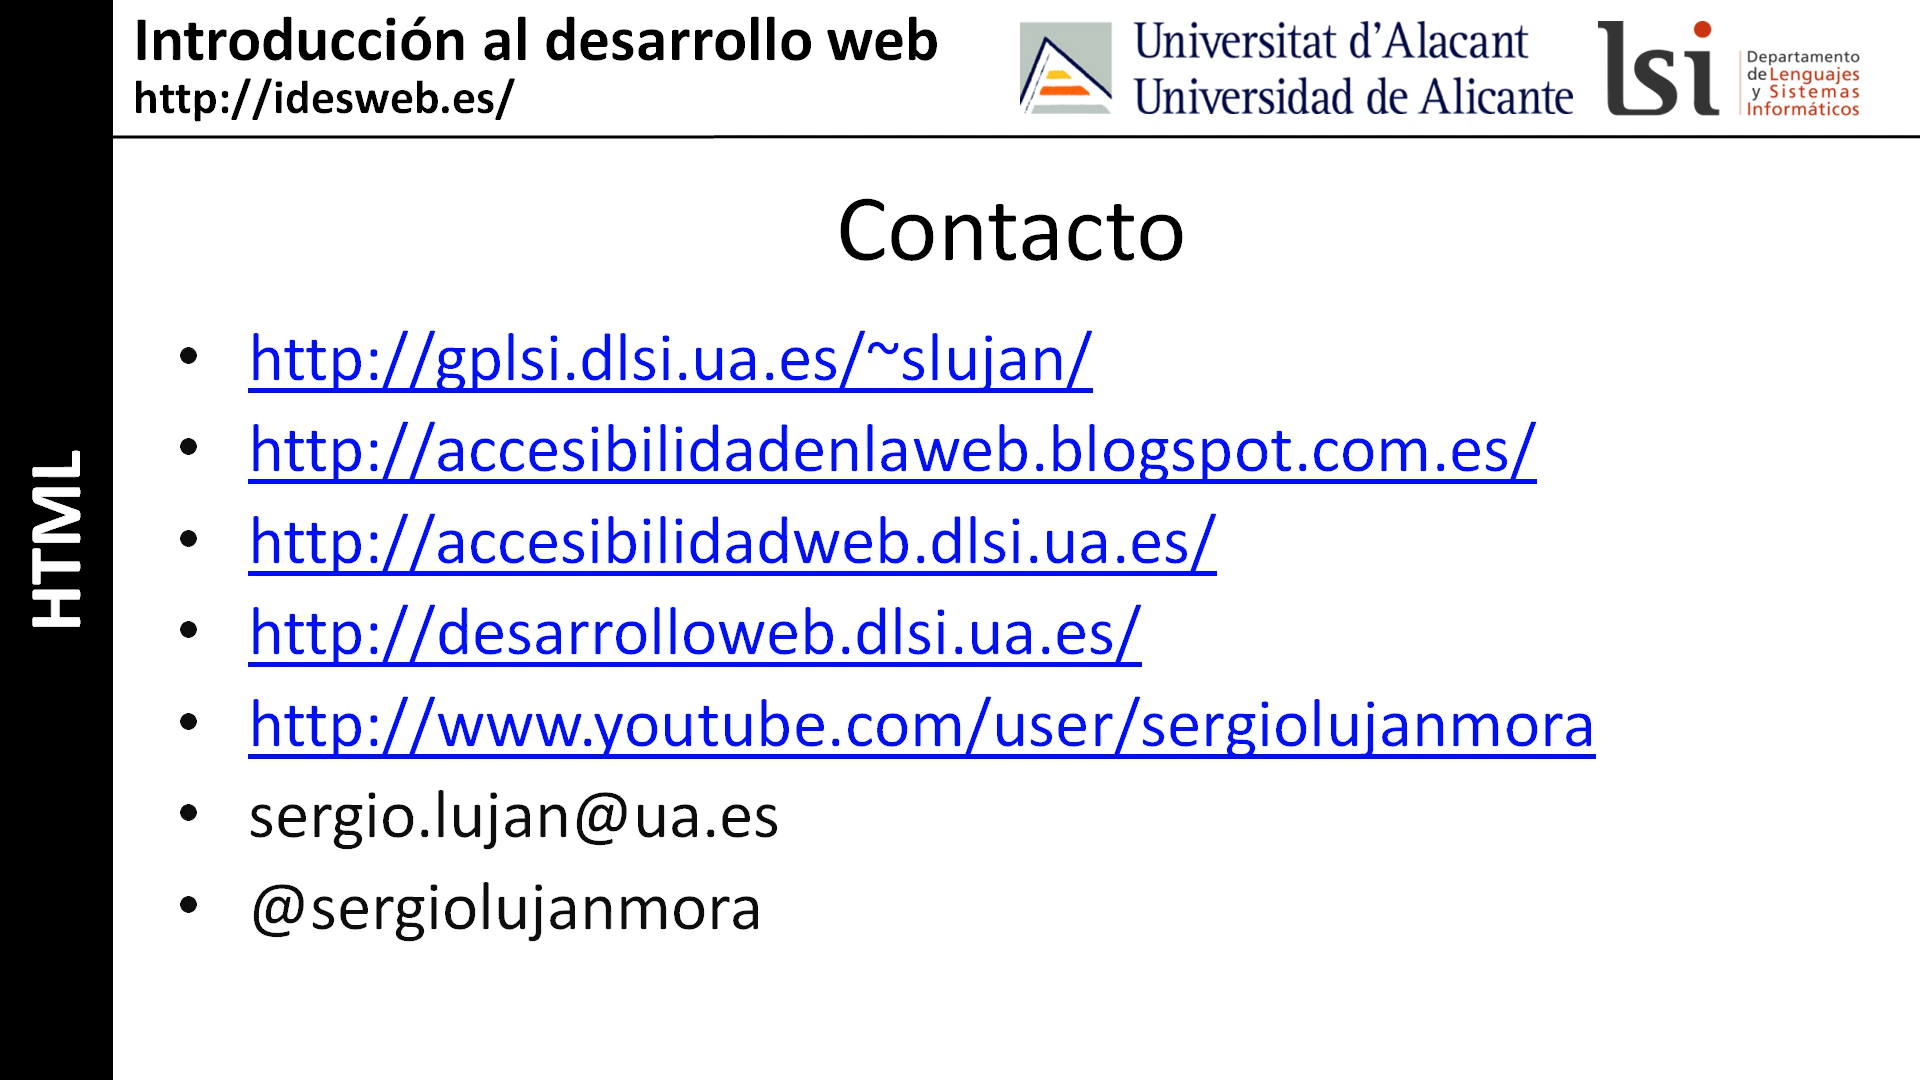 Introducción al desarrollo web
http://idesweb.es/
Universitat d'Alacant
Universidad de Alicante
lsi
Departamento
de Lenguajes
y Sistemas
Informáticos
HTML
Contacto
• http://gplsi.dlsi.ua.es/~slujan/
• http://accesibilidadenlaweb.blogspot.com.es/
• http://accesibilidadweb.dlsi.ua.es/
• http://desarrolloweb.dlsi.ua.es/
• http://www.youtube.com/user/sergiolujanmora
• sergio.lujan@ua.es
• @sergiolujanmora